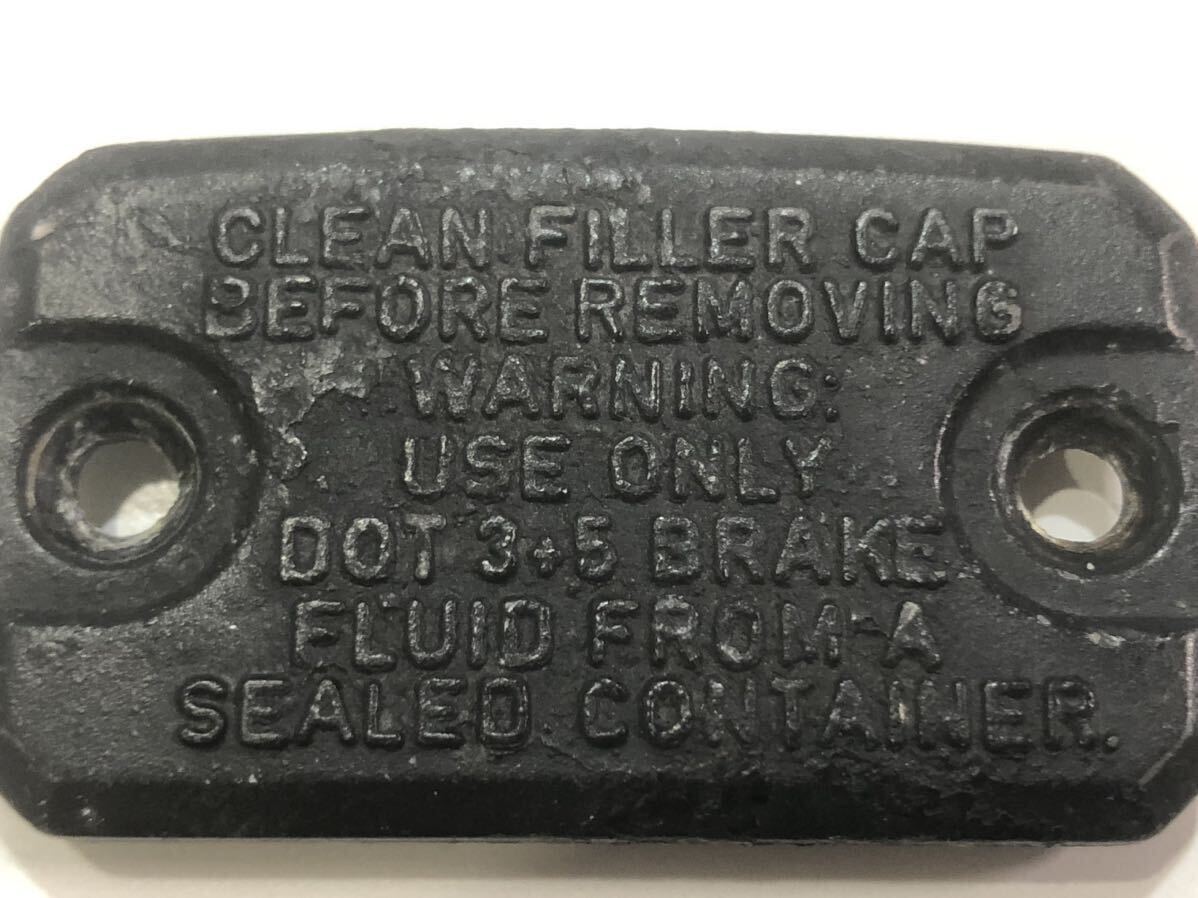 CLEAN FILLER CAP
BEFORE REMOVING
WARNING:
USE ONLY
DOT 3+5 BRAKE
FLUID FROM A
SEALED CONTAINER.